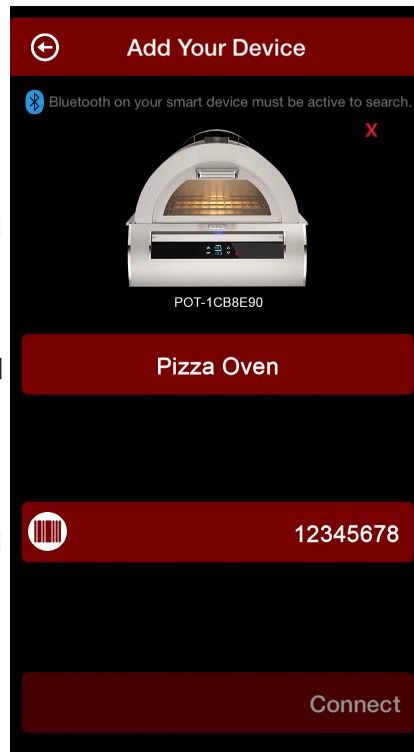 Add Your Device
Bluetooth on your smart device must be active to search.
X
POT-1CB8E90
Pizza Oven
12345678
Connect